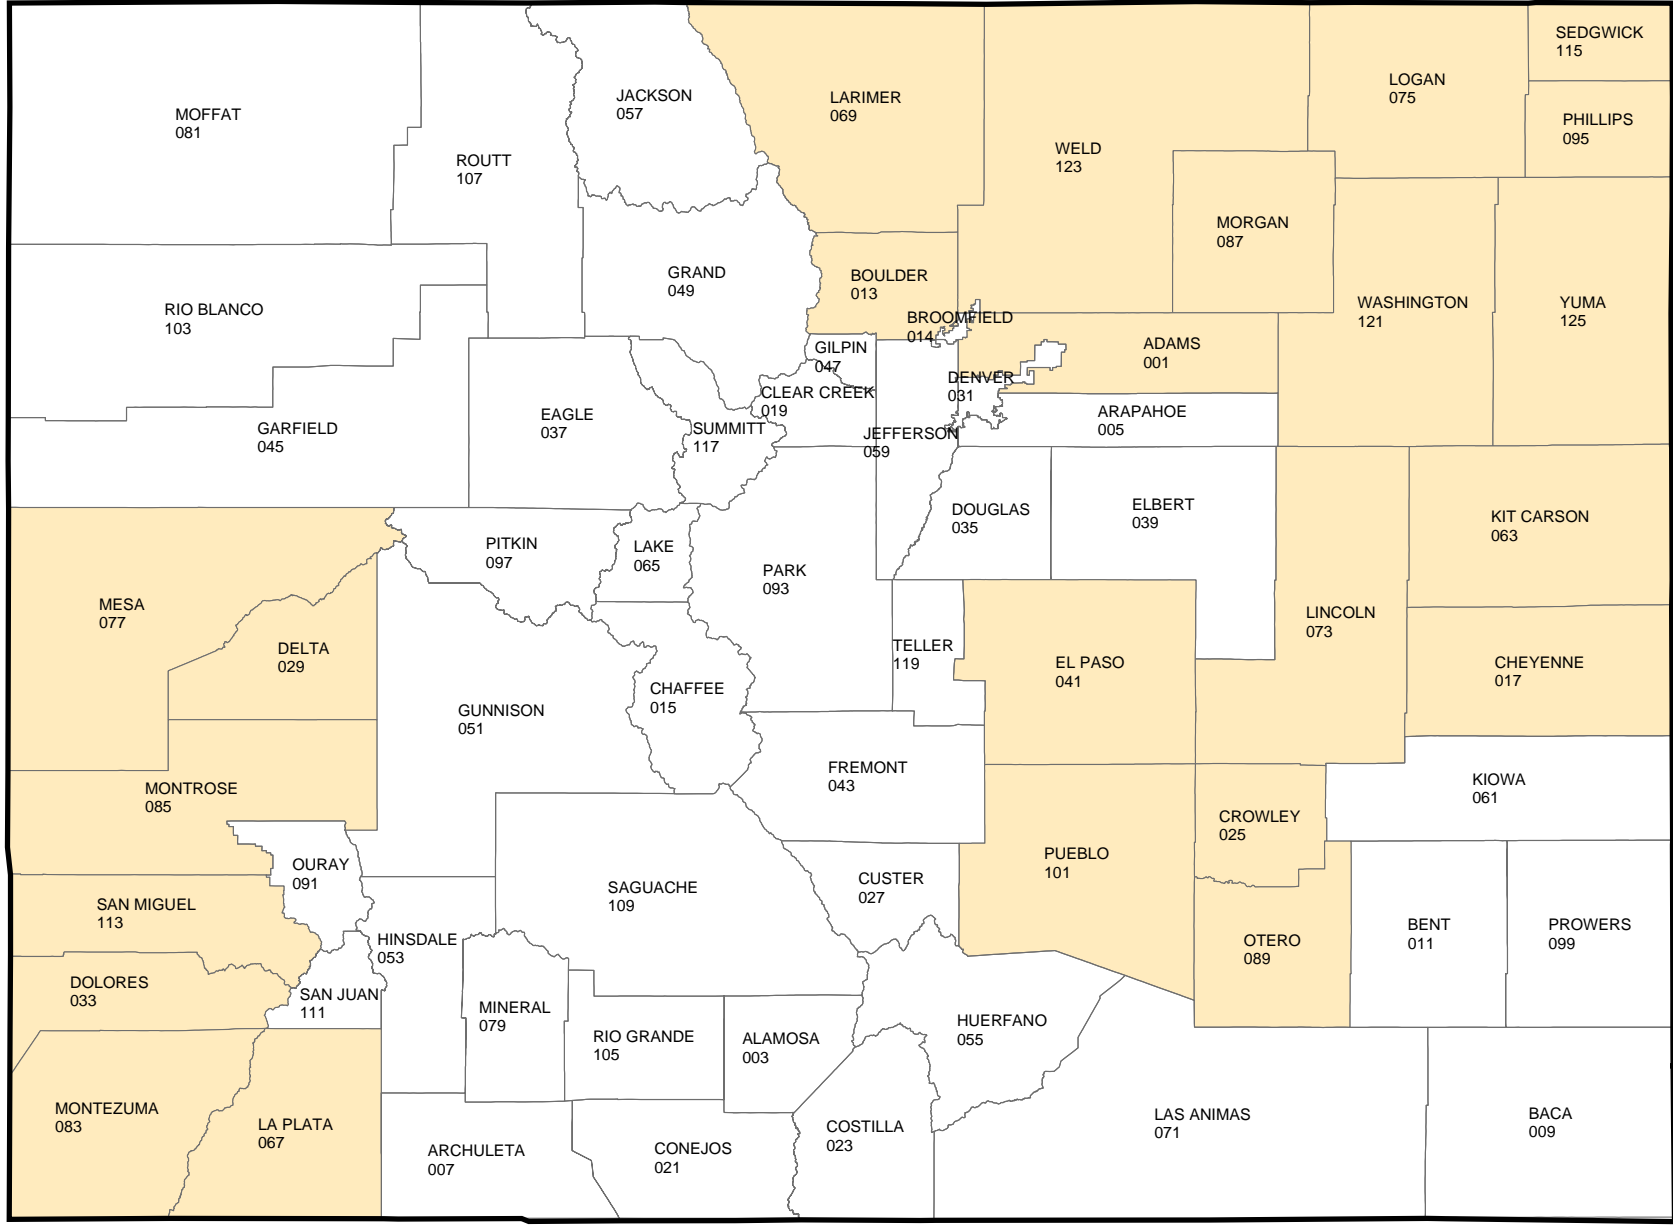 SEDGWICK
115
LOGAN
075
JACKSON
057
LARIMER
069
MOFFAT
081
PHILLIPS
095
WELD
123
ROUTT
107
MORGAN
087
GRAND
049
BOULDER
013
RIO BLANCO
103
WASHINGTON
121
YUMA
125
BROOMFIELD
014
GILPIN
047
ADAMS
001
DENVER
031
CLEAR CREEK
019
ARAPAHOE
005
EAGLE
037
GARFIELD
045
SUMMITT
117
JEFFERSON
059
DOUGLAS
035
ELBERT
039
KIT CARSON
063
PITKIN
097
LAKE
065
PARK
093
MESA
077
LINCOLN
073
DELTA
029
TELLER
119
EL PASO
041
CHEYENNE
017
CHAFFEE
015
GUNNISON
051
FREMONT
043
KIOWA
061
MONTROSE
085
CROWLEY
025
OURAY
091
PUEBLO
101
SAGUACHE
109
CUSTER
027
SAN MIGUEL
113
BENT
011
PROWERS
099
HINSDALE
053
OTERO
089
DOLORES
033
SAN JUAN
111
MINERAL
079
RIO GRANDE
105
ALAMOSA
003
HUERFANO
055
MONTEZUMA
083
LA PLATA
067
ARCHULETA
007
CONEJOS
021
COSTILLA
023
LAS ANIMAS
071
BACA
009